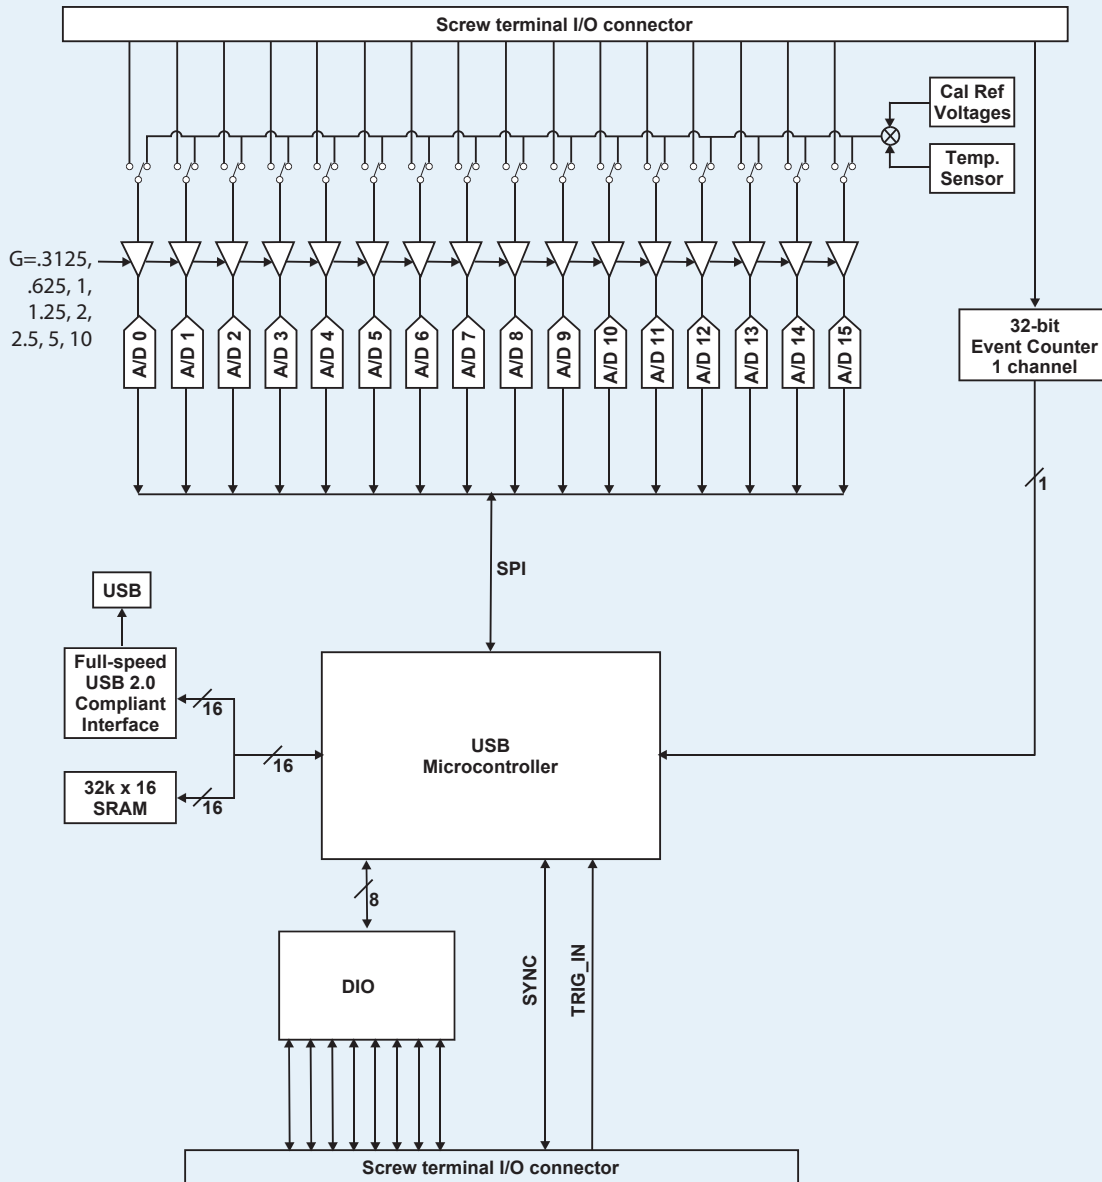 Screw terminal I/O connector
Cal Ref
Voltages
Temp.
Sensor
G=.3125,
.625, 1,
1.25, 2,
2.5, 5, 10
A/D 0
A/D 1
A/D 2
A/D 3
A/D 4
A/D 5
A/D 6
A/D 7
A/D 8
A/D 9
A/D 10
A/D 11
A/D 12
A/D 13
A/D 14
A/D 15
32-bit
Event Counter
1 channel
1
SPI
USB
Full-speed
USB 2.0
Compliant
Interface
16
16
32k x 16
SRAM
16
USB
Microcontroller
8
DIO
SYNC
TRIG_IN
Screw terminal I/O connector